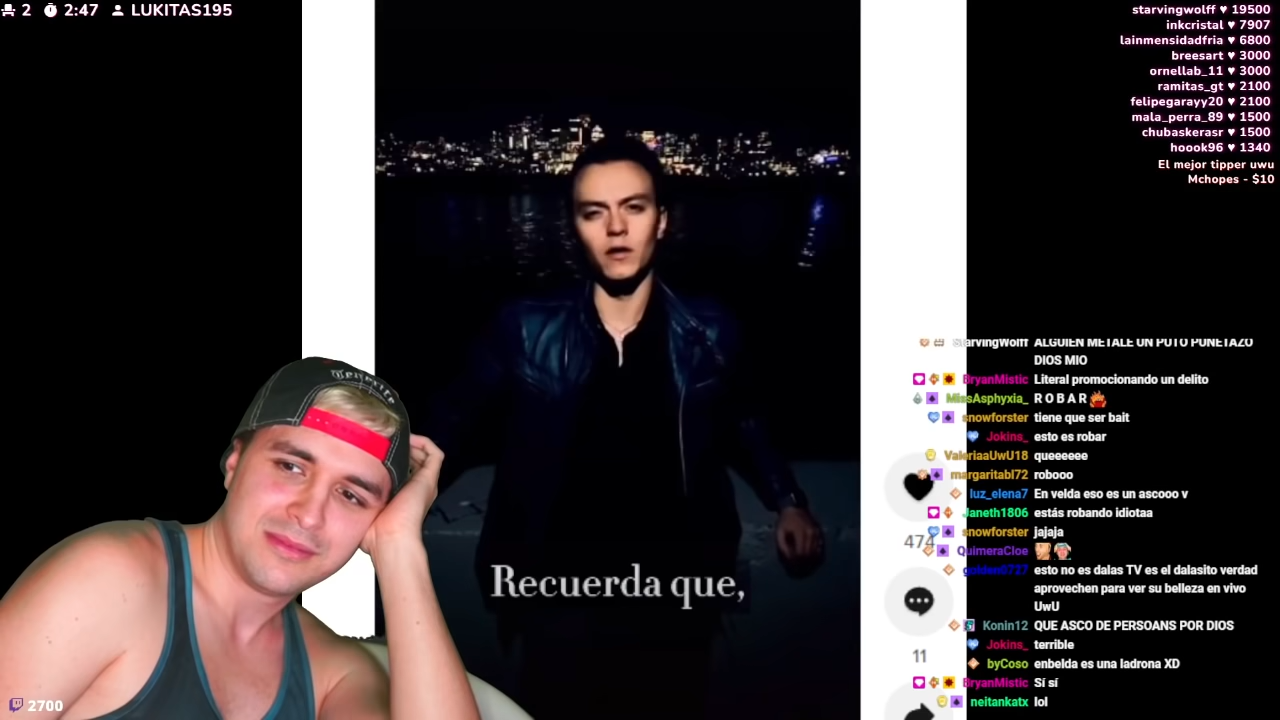 2 2:47 LUKITAS195
starvingwolff ♥ 19500
inkcristal ♥ 7907
lainmensidadfria ♥ 6800
breesart ♥ 3000
ornellab_11 ♥ 3000
ramitas_gt ♥ 2100
felipegarayy20 ♥ 2100
mala_perra_89 ♥ 1500
chubaskerasr ♥ 1500
hoook96 ♥ 1340
El mejor tipper uwu
Mchopes - $10
Recuerda que,
StarvingWolff ALGUIEN METALE UN PUTO PUÑETAZO
DIOS MIO
BryanMistic Literal promocionando un delito
MissAsphyxia_ R O B A R
snowforster tiene que ser bait
Jokins_ esto es robar
ValeriaaUwU18 queeeeee
margaritabl72 robooo
luz_elena7 En velda eso es un ascooo v
Janeth1806 estás robando idiotaa
snowforster jajaja
474
QuimeraCloe
golden0727 esto no es dalas TV es el dalasito verdad
aprovechen para ver su belleza en vivo
UwU
Konin12 QUE ASCO DE PERSOANS POR DIOS
Jokins_ terrible
11
byCoso enbelda es una ladrona XD
BryanMistic Sí sí
neitankatx lol
2700